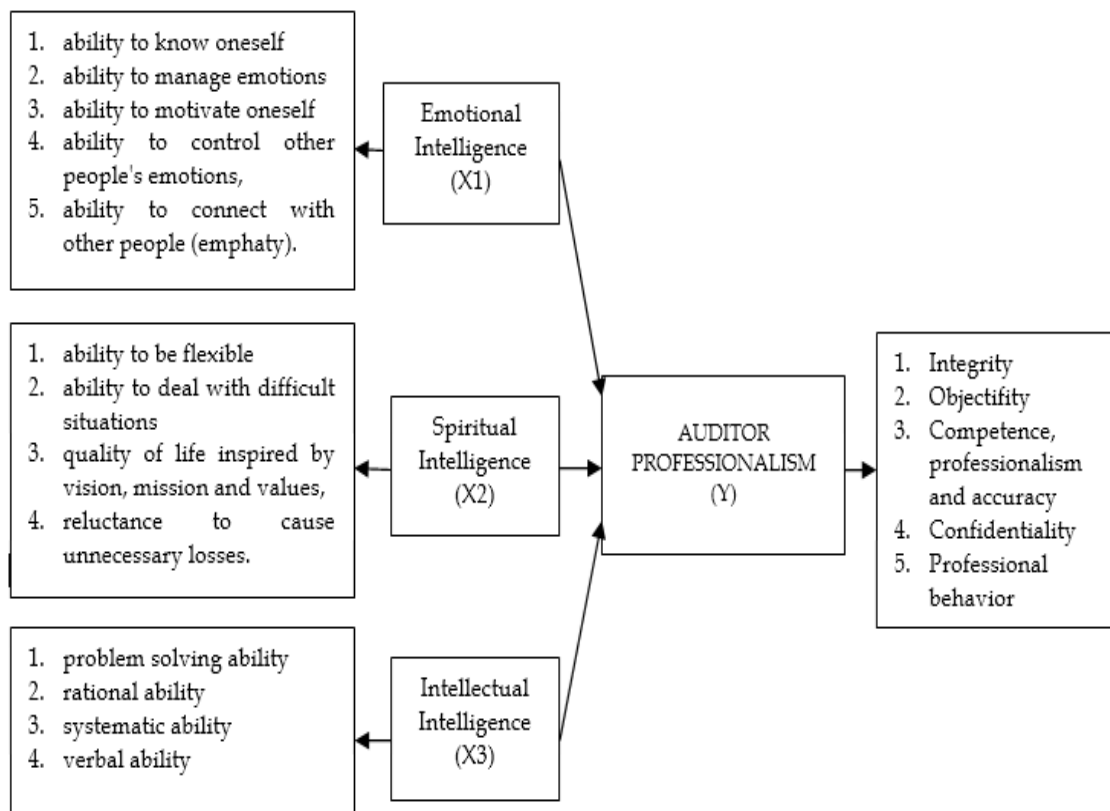 1. ability to know oneself
2. ability to manage emotions
3. ability to motivate oneself
4. ability to control other
people's emotions,
5. ability to connect with
other people (emphaty).
Emotional
Intelligence
(X1)
1. ability to be flexible
2. ability to deal with difficult
situations
3. quality of life inspired by
vision, mission and values,
4. reluctance to cause
unnecessary losses.
Spiritual
Intelligence
(X2)
1. problem solving ability
2. rational ability
3. systematic ability
4. verbal ability
Intellectual
Intelligence
(X3)
AUDITOR
PROFESSIONALISM
(Y)
1. Integrity
2. Objectifity
3. Competence,
professionalism
and accuracy
4. Confidentiality
5. Professional
behavior